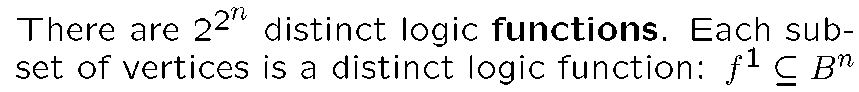 There are 2^{2^n} distinct logic functions. Each sub-
set of vertices is a distinct logic function: f^1 ⊆ B^n